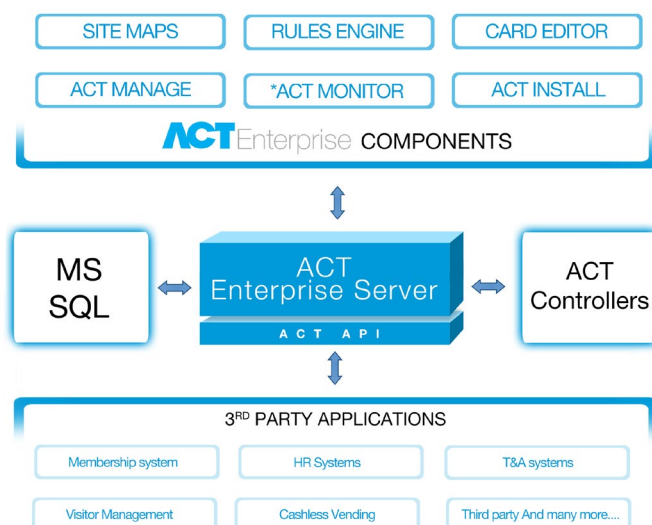 SITE MAPS
RULES ENGINE
CARD EDITOR
ACT MANAGE
*ACT MONITOR
ACT INSTALL
ACTEnterprise COMPONENTS
MS
SQL
ACT
Enterprise Server
ACT API
ACT
Controllers
3RD PARTY APPLICATIONS
Membership system
HR Systems
T&A systems
Visitor Management
Cashless Vending
Third party And many more....